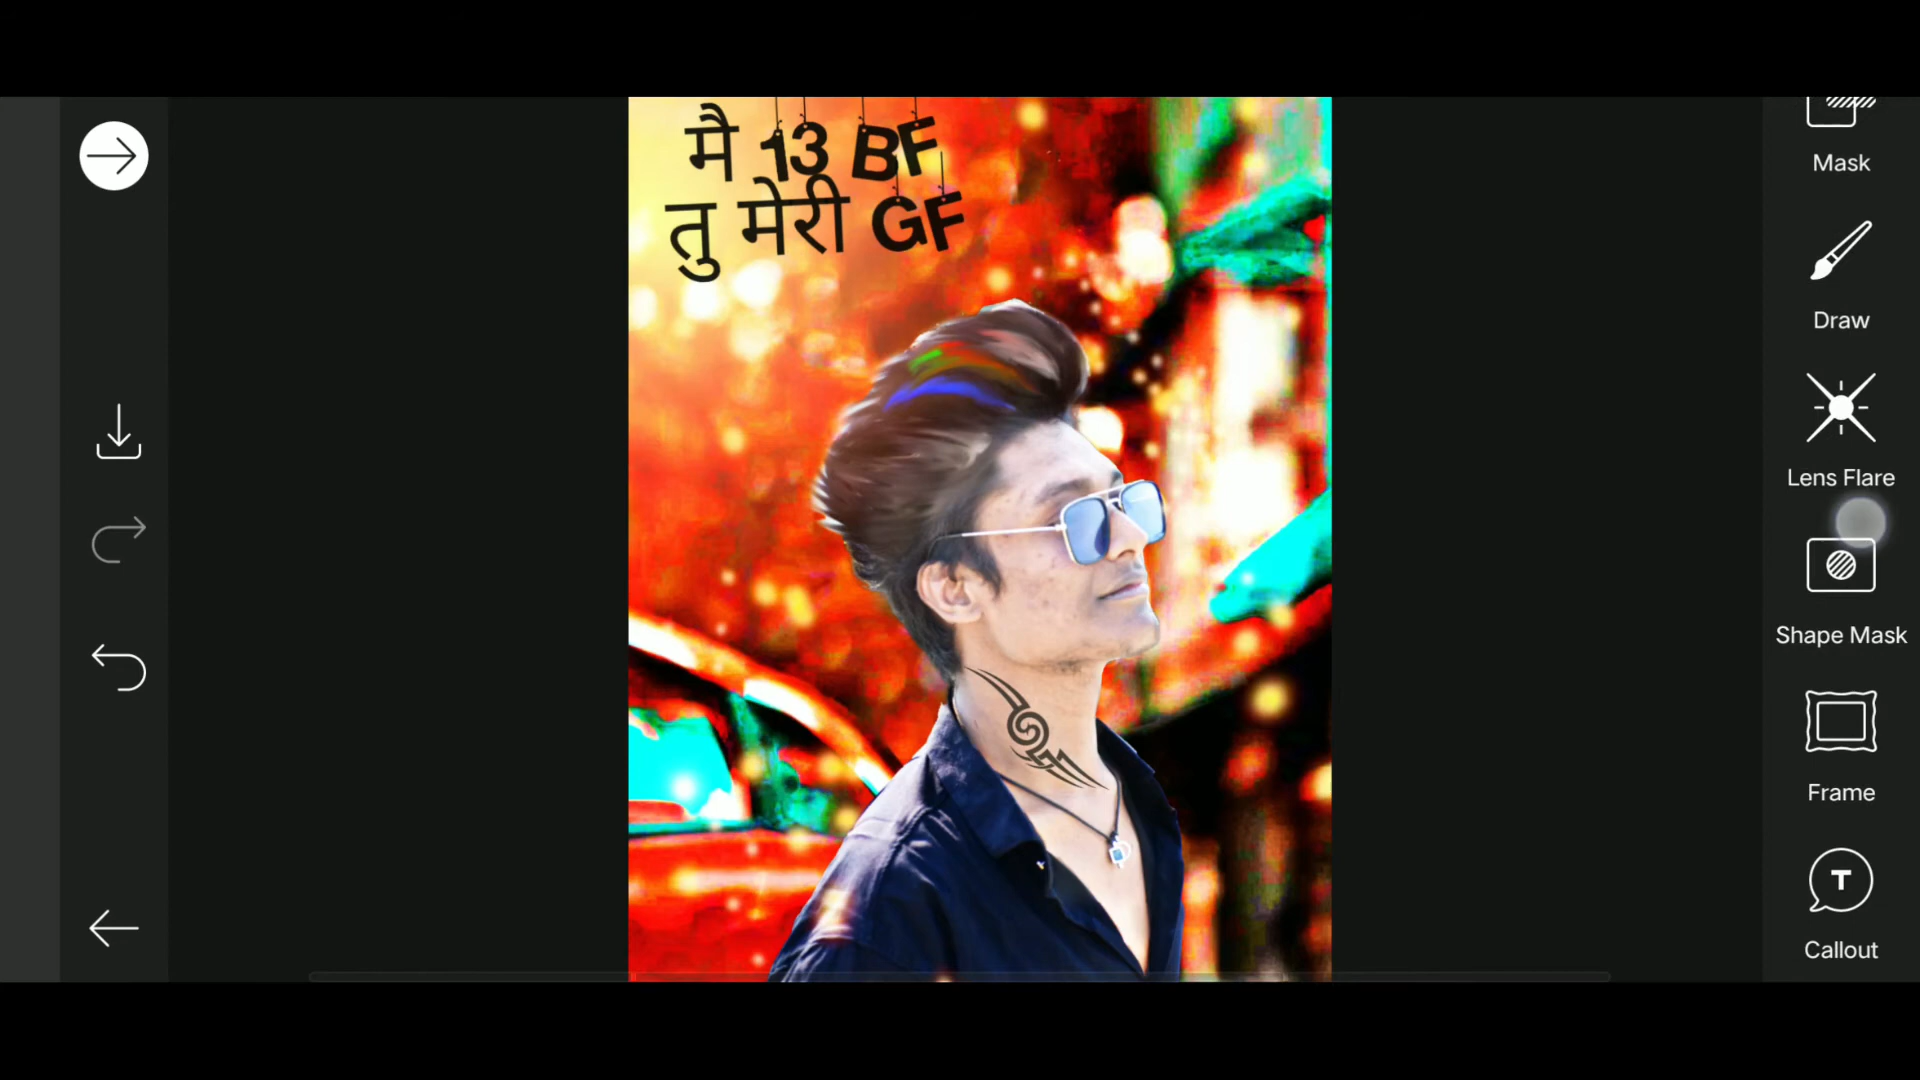 मै 13 BF
तु मेरी GF
Mask
Draw
Lens Flare
Shape Mask
Frame
T
Callout